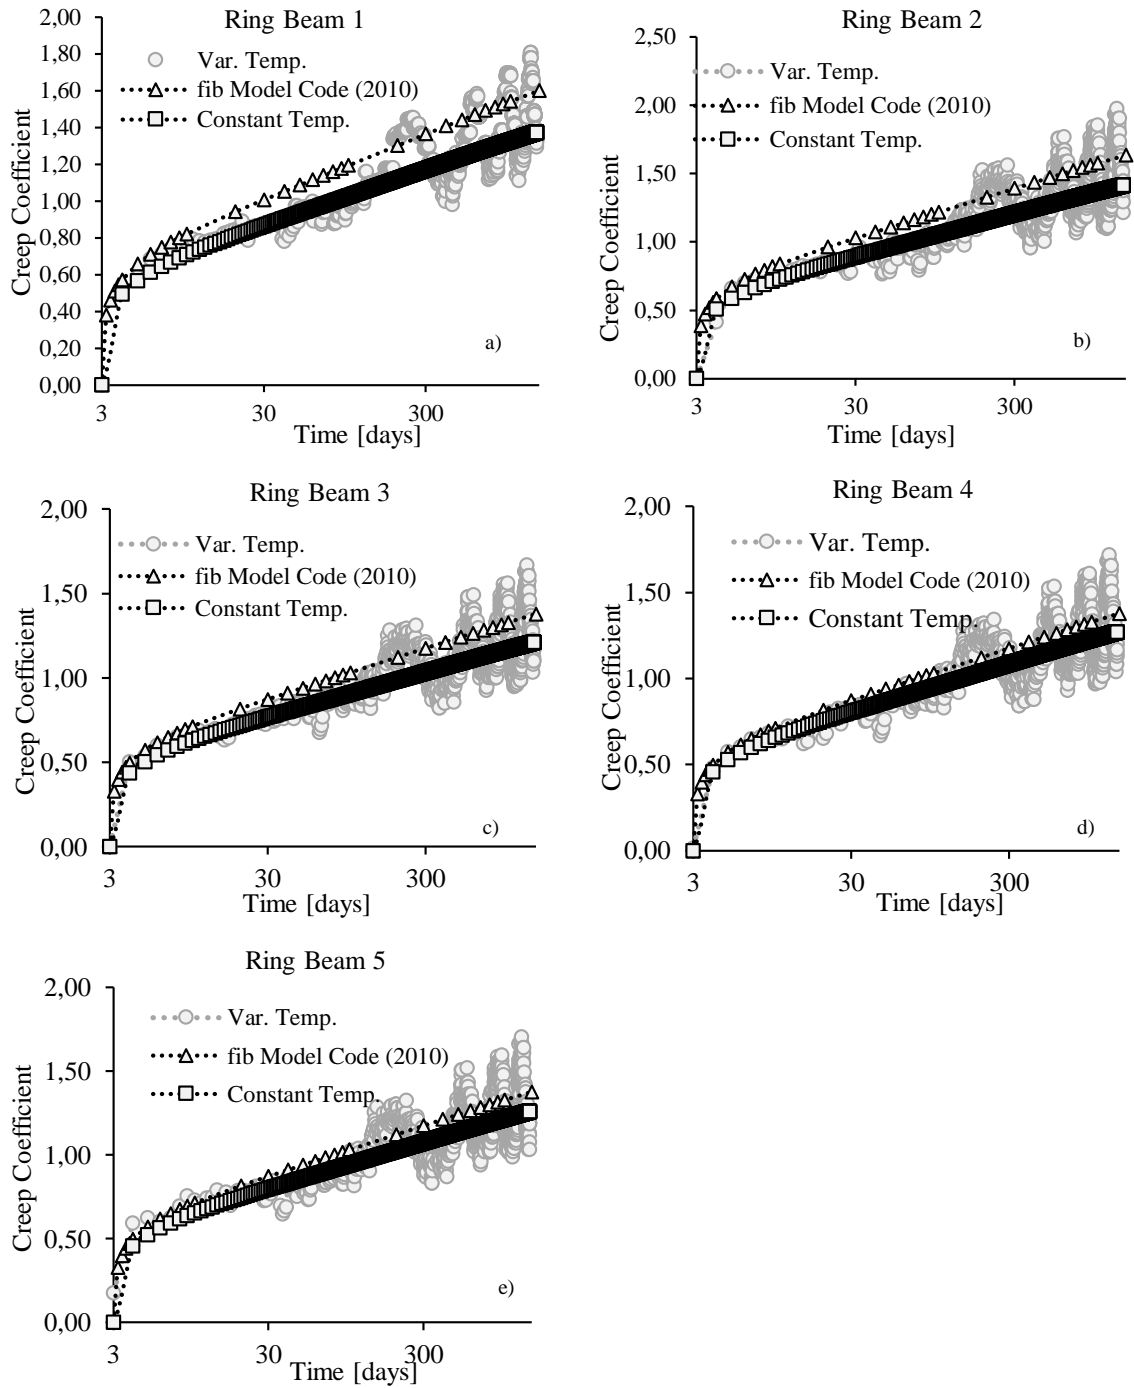 Ring Beam 1
2,00
1,80
1,60
1,40
1,20
1,00
0,80
0,60
0,40
0,20
0,00
Creep Coefficient
Var. Temp.
fib Model Code (2010)
Constant Temp.
a)
3
30
300
Time [days]
Ring Beam 2
2,50
2,00
1,50
1,00
0,50
0,00
Creep Coefficient
Var. Temp.
fib Model Code (2010)
Constant Temp.
b)
3
30
300
Time [days]
Ring Beam 3
2,00
1,50
1,00
0,50
0,00
Creep Coefficient
Var. Temp.
fib Model Code (2010)
Constant Temp.
c)
3
30
300
Time [days]
Ring Beam 4
2,00
1,50
1,00
0,50
0,00
Creep Coefficient
Var. Temp.
fib Model Code (2010)
Constant Temp.
d)
3
30
300
Time [days]
Ring Beam 5
2,00
1,50
1,00
0,50
0,00
Creep Coefficient
Var. Temp.
fib Model Code (2010)
Constant Temp.
e)
3
30
300
Time [days]